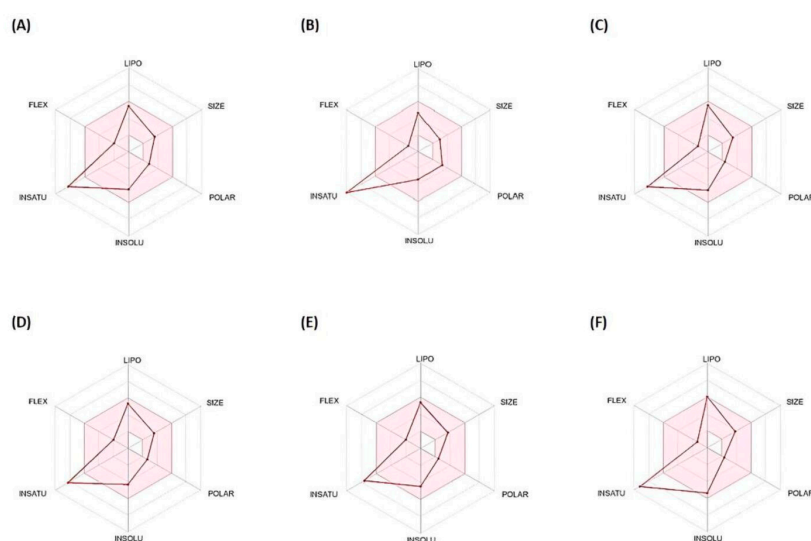 (A)
LIPO
FLEX
SIZE
INSATU
POLAR
INSOLU
(B)
LIPO
FLEX
SIZE
INSATU
POLAR
INSOLU
(C)
LIPO
FLEX
SIZE
INSATU
POLAR
INSOLU
(D)
LIPO
FLEX
SIZE
INSATU
POLAR
INSOLU
(E)
LIPO
FLEX
SIZE
INSATU
POLAR
INSOLU
(F)
LIPO
FLEX
SIZE
INSATU
POLAR
INSOLU